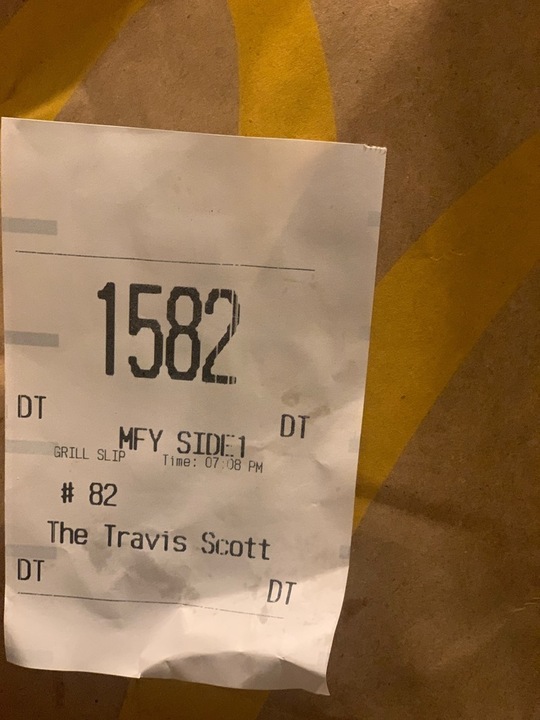 1582
DT DT
MFY SIDE1
GRILL SLIP Time: 07:08 PM
# 82
The Travis Scott
DT DT